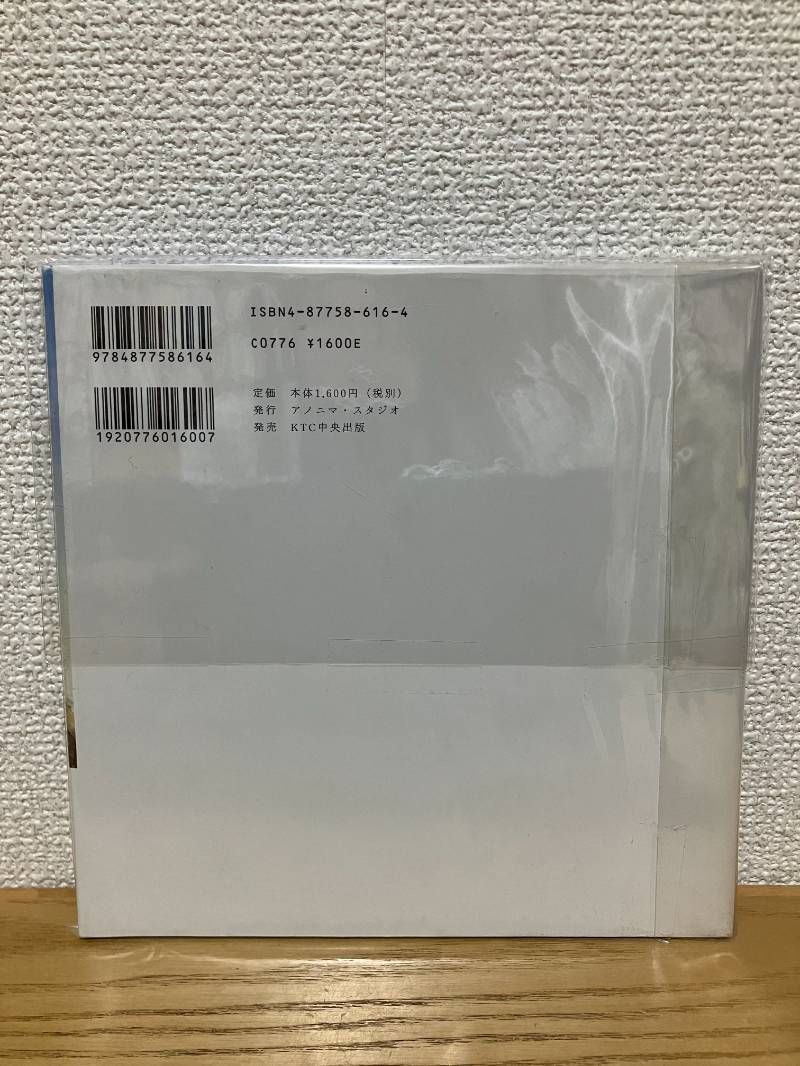 ISBN4-87758-616-4
9784877586164
C0776 ¥1600E
定価 本体1,600円（税別）
発行 アノニマ・スタジオ
発売 KTC中央出版
1920776016007